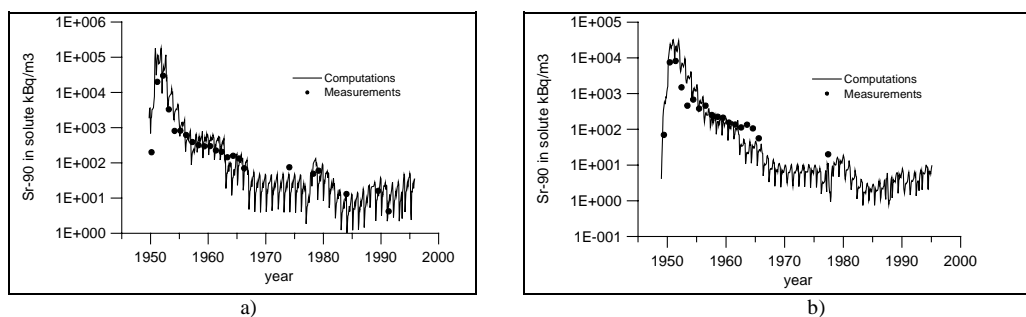 1E+006
1E+005
1E+004
1E+003
1E+002
1E+001
1E+000
Sr-90 in solute kBq/m3
Computations
Measurements
1950 1960 1970 1980 1990 2000
year
a)
1E+005
1E+004
1E+003
1E+002
1E+001
1E+000
1E-001
Sr-90 in solute kBq/m3
Computations
Measurements
1950 1960 1970 1980 1990 2000
year
b)